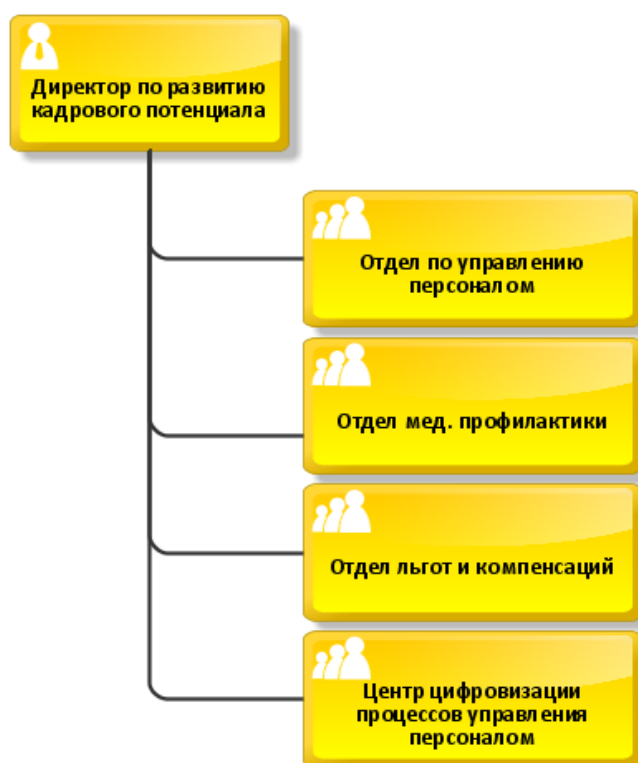 Директор по развитию
кадрового потенциала
Отдел по управлению
персоналом
Отдел мед. профилактики
Отдел льгот и компенсаций
Центр цифровизации
процессов управления
персоналом